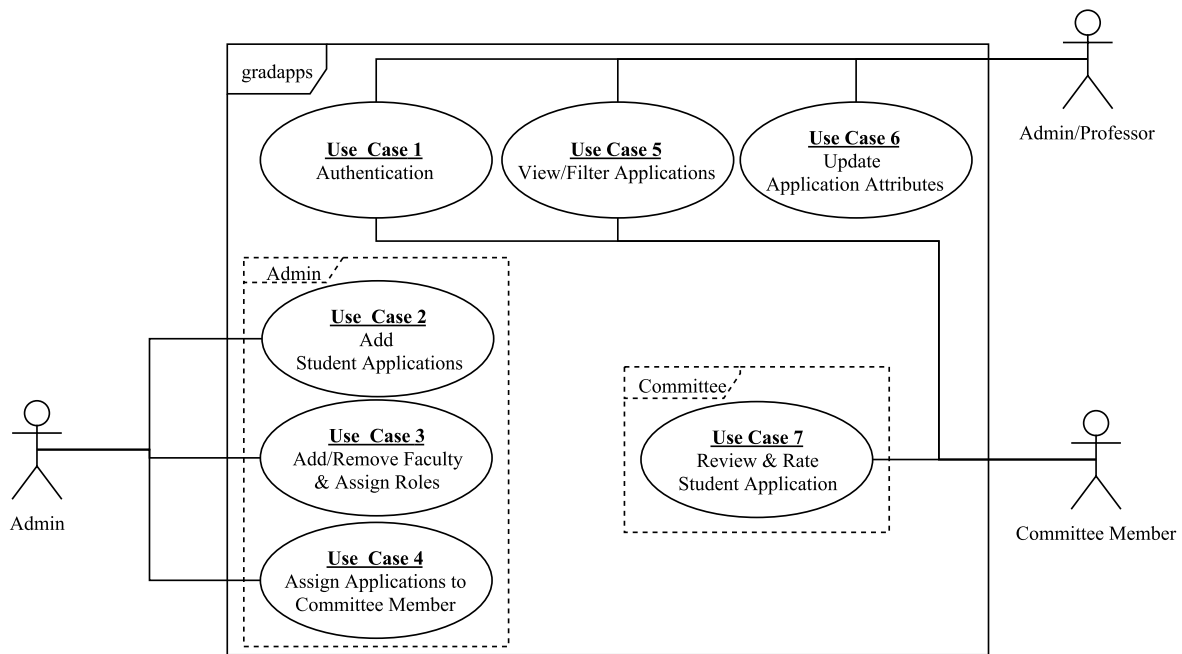 gradapps
Use Case 1
Authentication
Use Case 5
View/Filter Applications
Use Case 6
Update
Application Attributes
Admin/Professor
Admin
Use Case 2
Add
Student Applications
Use Case 3
Add/Remove Faculty
& Assign Roles
Use Case 4
Assign Applications to
Committee Member
Admin
Committee
Use Case 7
Review & Rate
Student Application
Committee Member